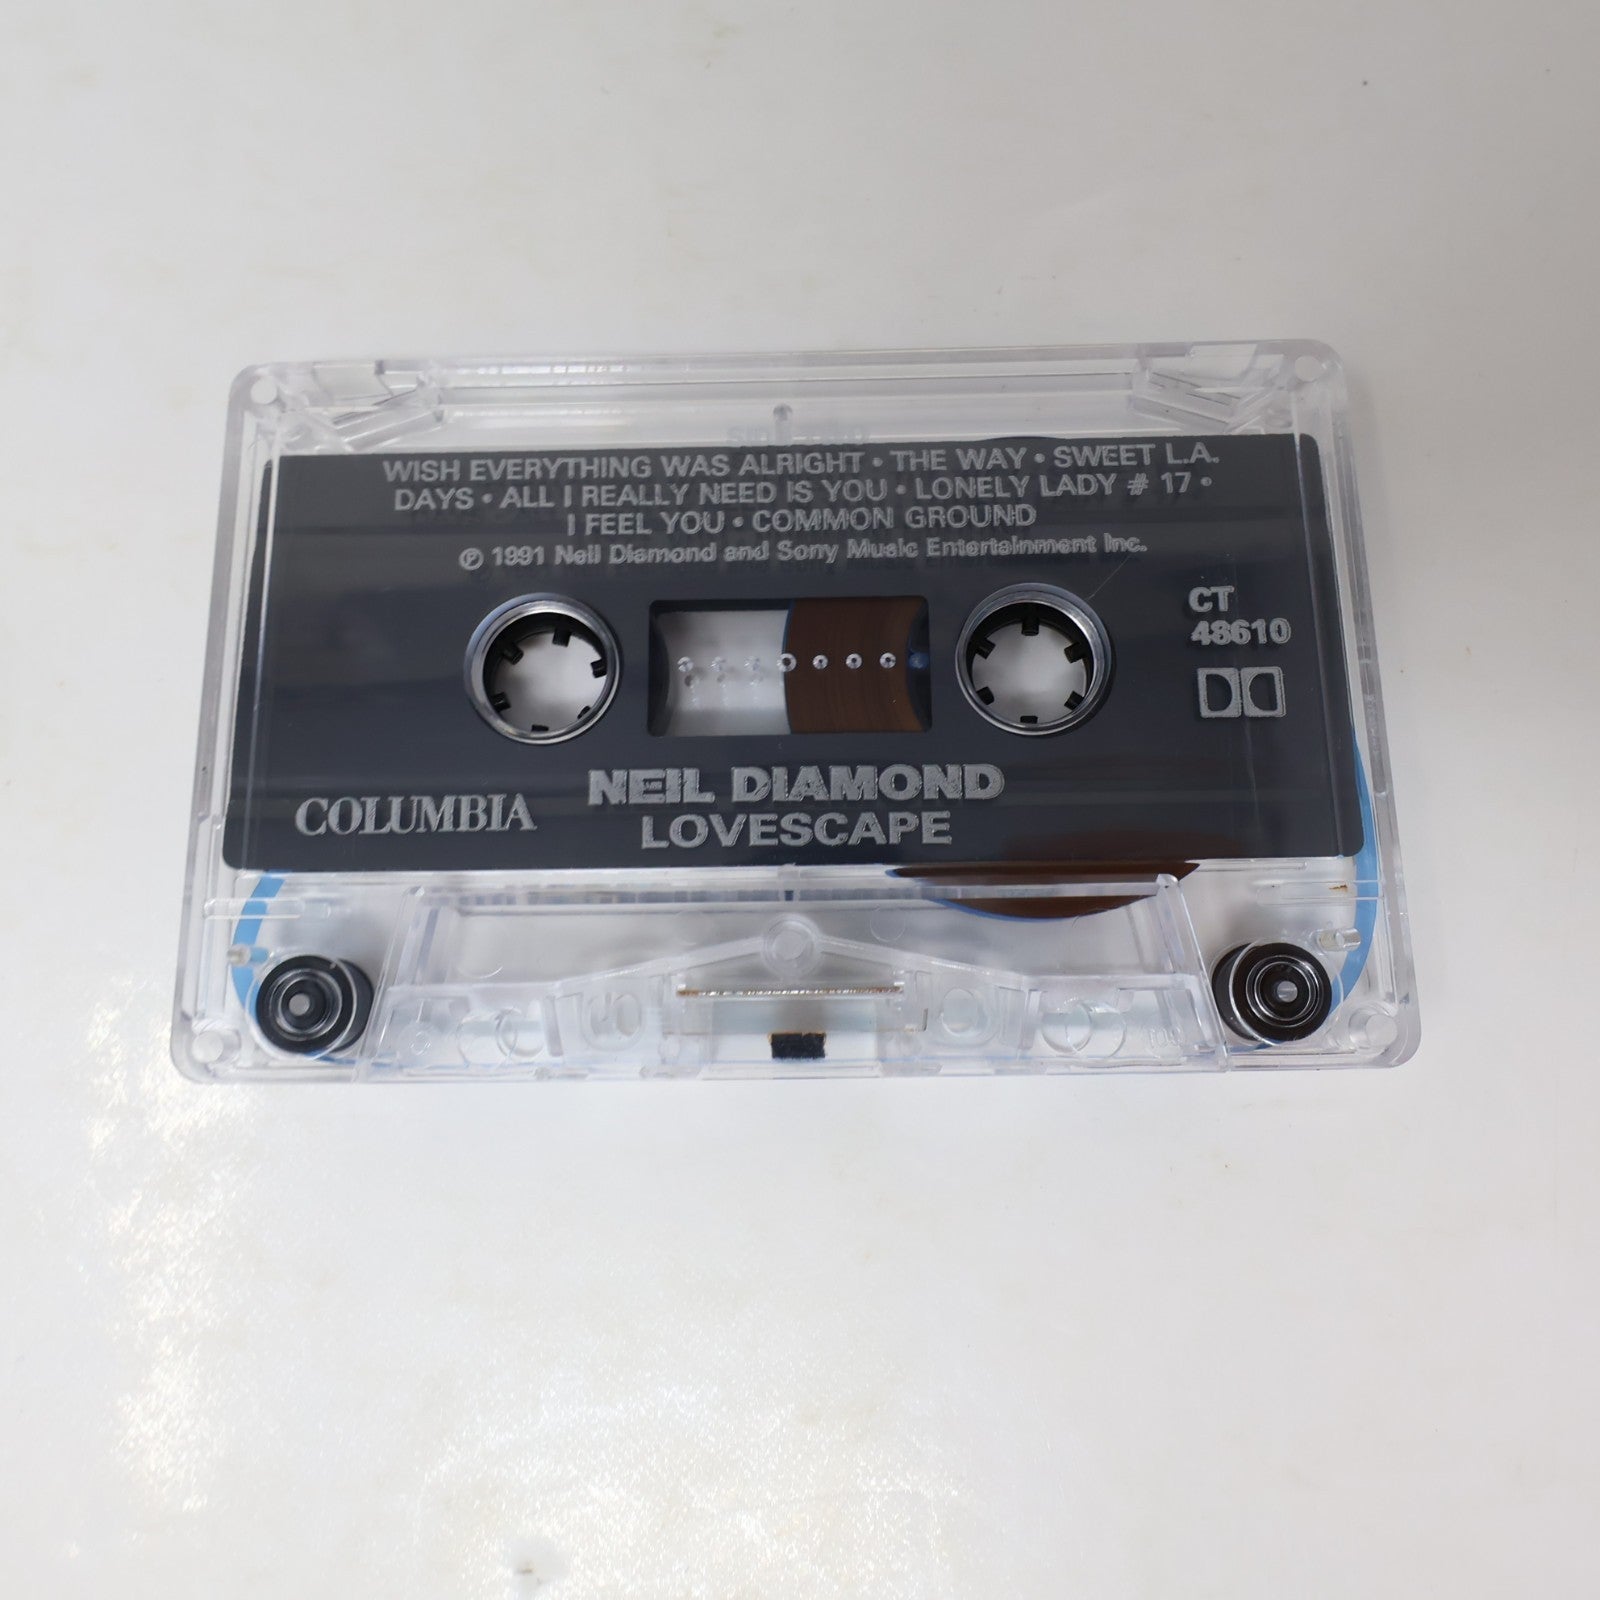 WISH EVERYTHING WAS ALRIGHT • THE WAY • SWEET L.A.
DAYS • ALL I REALLY NEED IS YOU • LONELY LADY # 17 •
I FEEL YOU • COMMON GROUND
℗ 1991 Neil Diamond and Sony Music Entertainment Inc.
CT
48610
NEIL DIAMOND
COLUMBIA
LOVESCAPE